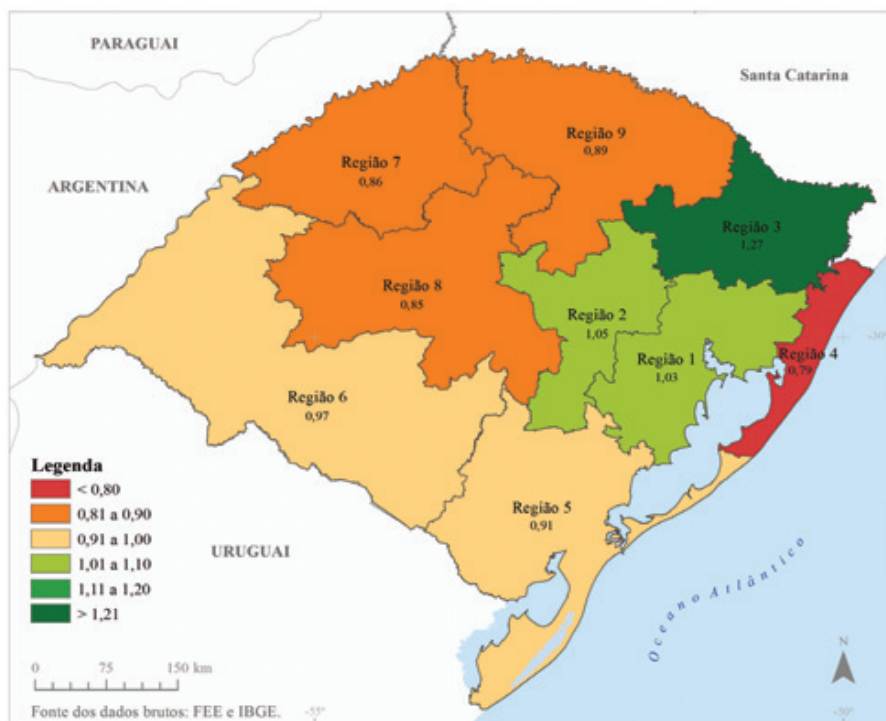 PARAGUAI
Santa Catarina
ARGENTINA
Região 7
0,86
Região 9
0,89
Região 3
1,27
Região 8
0,85
Região 2
1,05
Região 1
1,03
Região 4
0,79
-30°
Região 6
0,97
Região 5
0,91
URUGUAI
Oceano Atlântico
Legenda
< 0,80
0,81 a 0,90
0,91 a 1,00
1,01 a 1,10
1,11 a 1,20
> 1,21
0 75 150 km
N
Fonte dos dados brutos: FEE e IBGE.
-55°
-50°